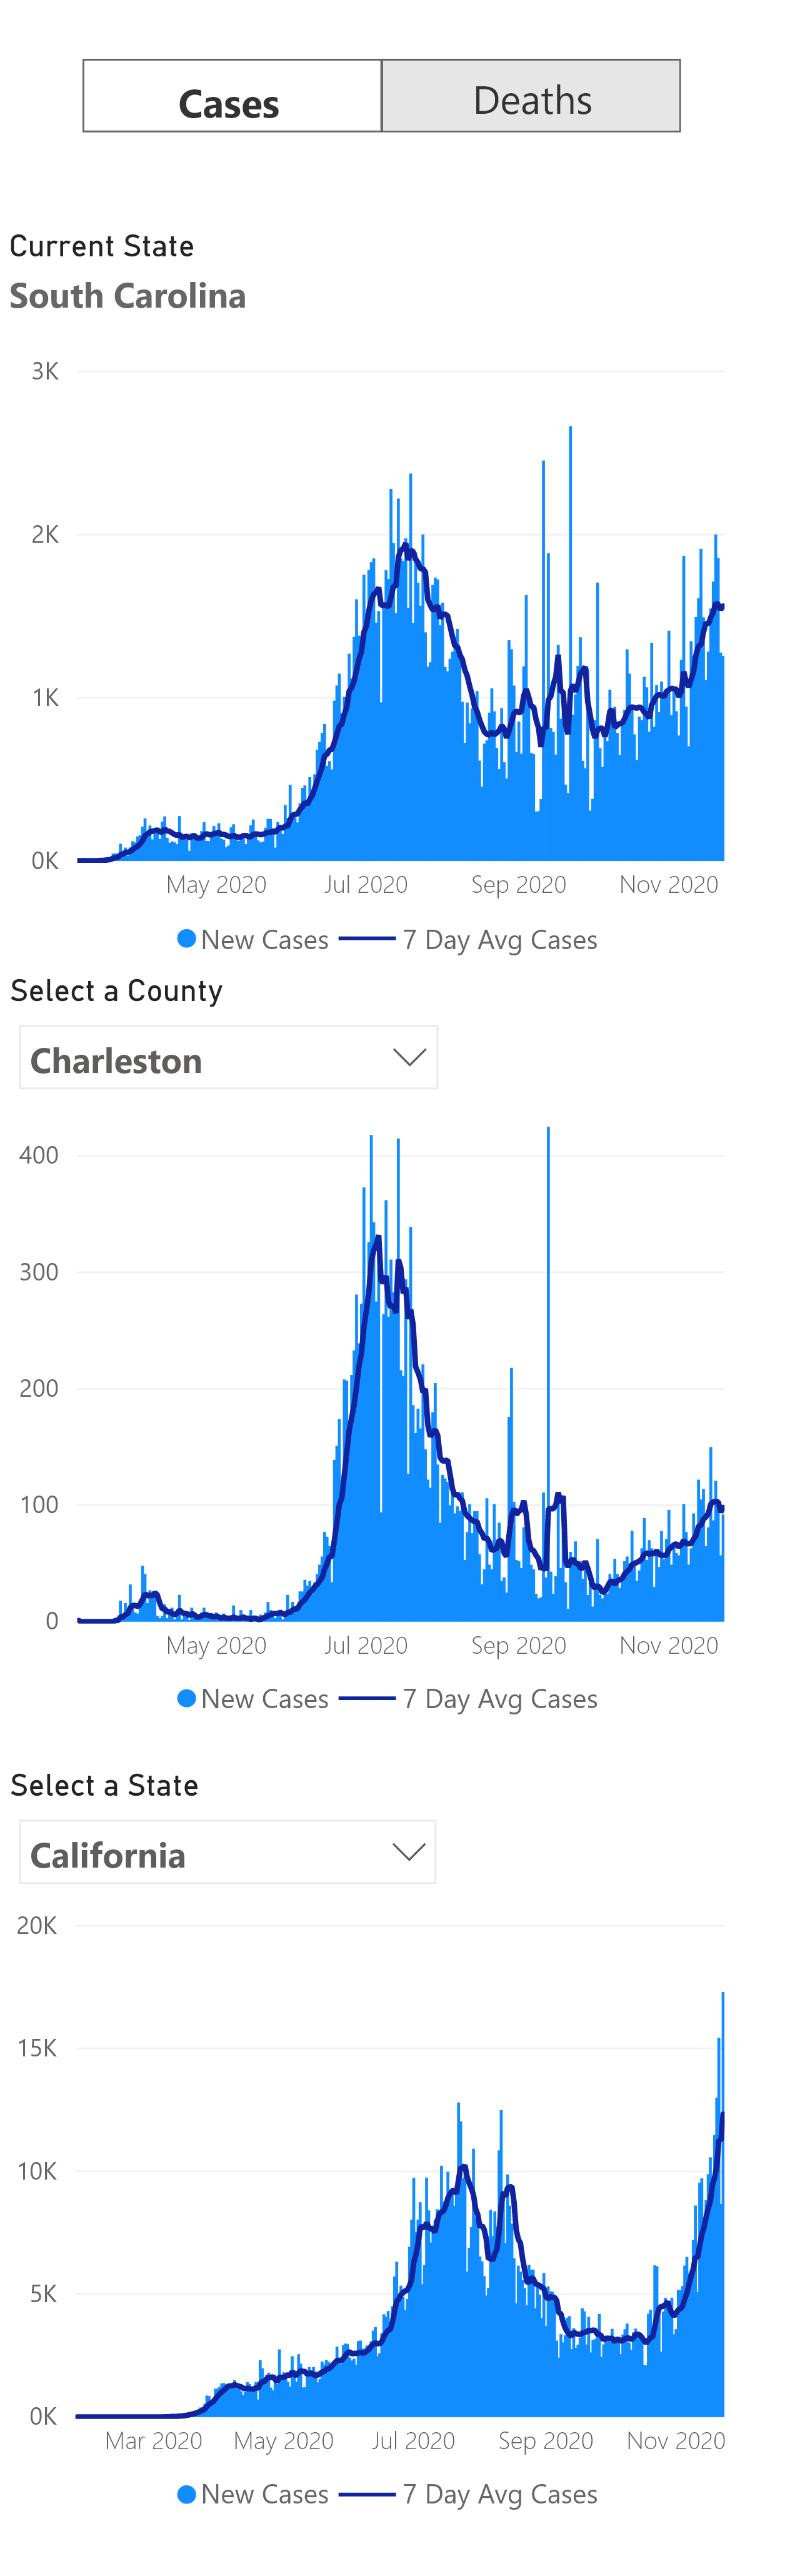 Cases Deaths
Current State
South Carolina
3K
2K
1K
0K
May 2020 Jul 2020 Sep 2020 Nov 2020
New Cases 7 Day Avg Cases
Select a County
Charleston
400
300
200
100
0
May 2020 Jul 2020 Sep 2020 Nov 2020
New Cases 7 Day Avg Cases
Select a State
California
20K
15K
10K
5K
0K
Mar 2020 May 2020 Jul 2020 Sep 2020 Nov 2020
New Cases 7 Day Avg Cases